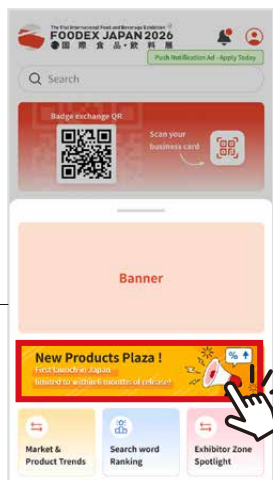 The 51st International Food and Beverage Exhibition
FOODEX JAPAN 2026
国際食品・飲料展
Push Notification Ad - Apply Today
Search
Badge exchange QR
Scan your
business card
Banner
New Products Plaza !
First launch in Japan
limited to within 6 months of release!
%
Market &
Product Trends
Search word
Ranking
Exhibitor Zone
Spotlight